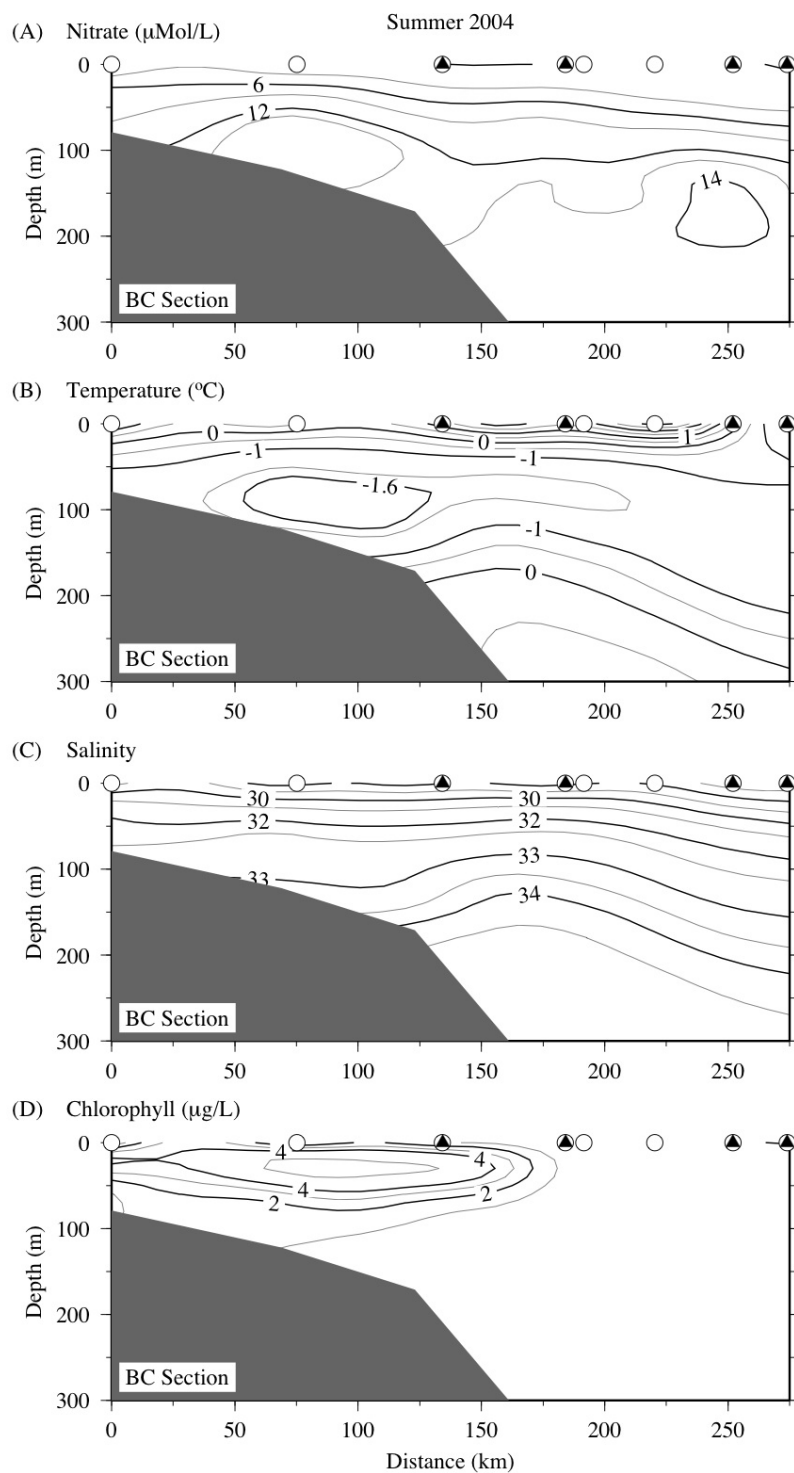 Summer 2004
(A) Nitrate (μMol/L)
0
6
12
100
14
Depth (m)
200
BC Section
300
0 50 100 150 200 250
(B) Temperature (ºC)
0
0 0 1
-1 -1
-1.6
100
-1
Depth (m)
0
200
BC Section
300
0 50 100 150 200 250
(C) Salinity
0
30 30
32 32
33
100
33
34
Depth (m)
200
BC Section
300
0 50 100 150 200 250
(D) Chlorophyll (μg/L)
0
4 4
4
2 2
100
Depth (m)
200
BC Section
300
0 50 100 150 200 250
Distance (km)